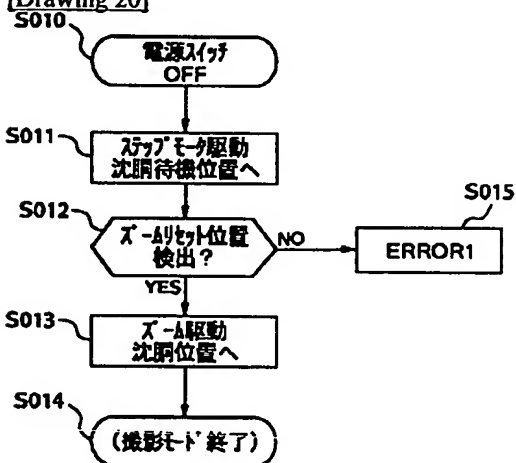 [Drawing 20]
S010
電源スイッチ
OFF
S011
ステップモータ駆動
沈胴待機位置へ
S012
ズームリセット位置
検出?
NO
S015
ERROR1
YES
S013
ズーム駆動
沈胴位置へ
S014
(撮影モード終了)